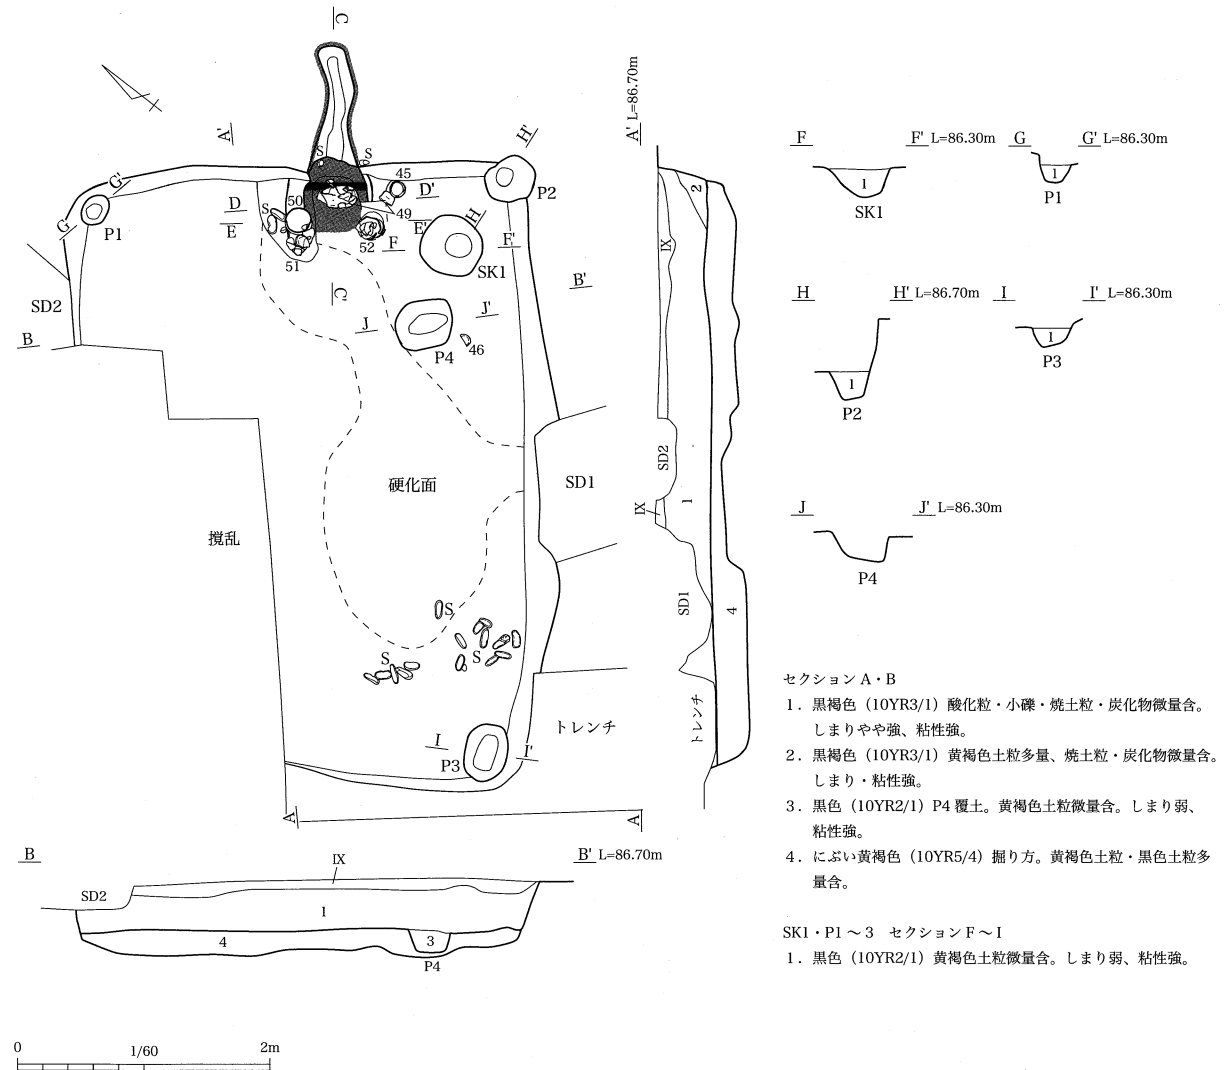 C
A'
G'
G
P1
D
E
S
50
51
S
S
45
D'
49
E'
52
F
H
H'
P2
F'
SK1
C'
J
J'
P4
46
B'
SD2
B
硬化面
撹乱
SD1
S
S
S
I
P3
I'
トレンチ
A
A
A' L=86.70m
2
IX
SD2
IX
1
SD1
4
トレンチ
F
F' L=86.30m
1
SK1
G
G' L=86.30m
1
P1
H
H' L=86.70m
1
P2
I
I' L=86.30m
1
P3
J
J' L=86.30m
P4
セクション A・B
1．黒褐色（10YR3/1）酸化粒・小礫・焼土粒・炭化物微量含。
しまりやや強、粘性強。
2．黒褐色（10YR3/1）黄褐色土粒多量、焼土粒・炭化物微量含。
しまり・粘性強。
3．黒色（10YR2/1）P4 覆土。黄褐色土粒微量含。しまり弱、
粘性強。
4．にぶい黄褐色（10YR5/4）掘り方。黄褐色土粒・黒色土粒多
量含。
SK1・P1～3　セクション F～I
1．黒色（10YR2/1）黄褐色土粒微量含。しまり弱、粘性強。
B
IX
B' L=86.70m
SD2
1
4
3
P4
0
1/60
2m